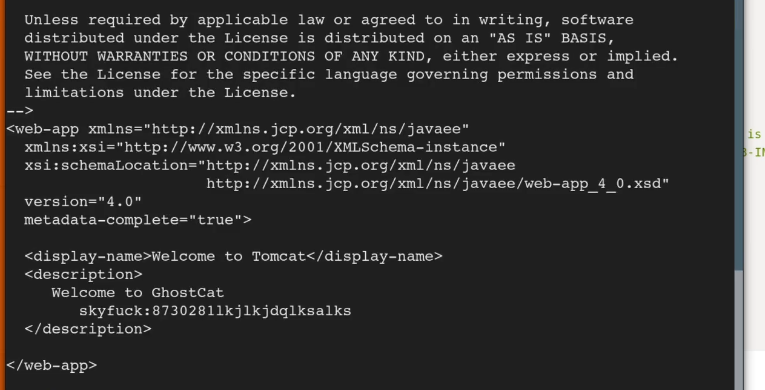 Unless required by applicable law or agreed to in writing, software
distributed under the License is distributed on an "AS IS" BASIS,
WITHOUT WARRANTIES OR CONDITIONS OF ANY KIND, either express or implied.
See the License for the specific language governing permissions and
limitations under the License.
-->
<web-app xmlns="http://xmlns.jcp.org/xml/ns/javaee"
xmlns:xsi="http://www.w3.org/2001/XMLSchema-instance"
xsi:schemaLocation="http://xmlns.jcp.org/xml/ns/javaee
http://xmlns.jcp.org/xml/ns/javaee/web-app_4_0.xsd"
version="4.0"
metadata-complete="true">
<display-name>Welcome to Tomcat</display-name>
<description>
Welcome to GhostCat
skyfuck:8730281lkjlkjdqlksalks
</description>
</web-app>
is